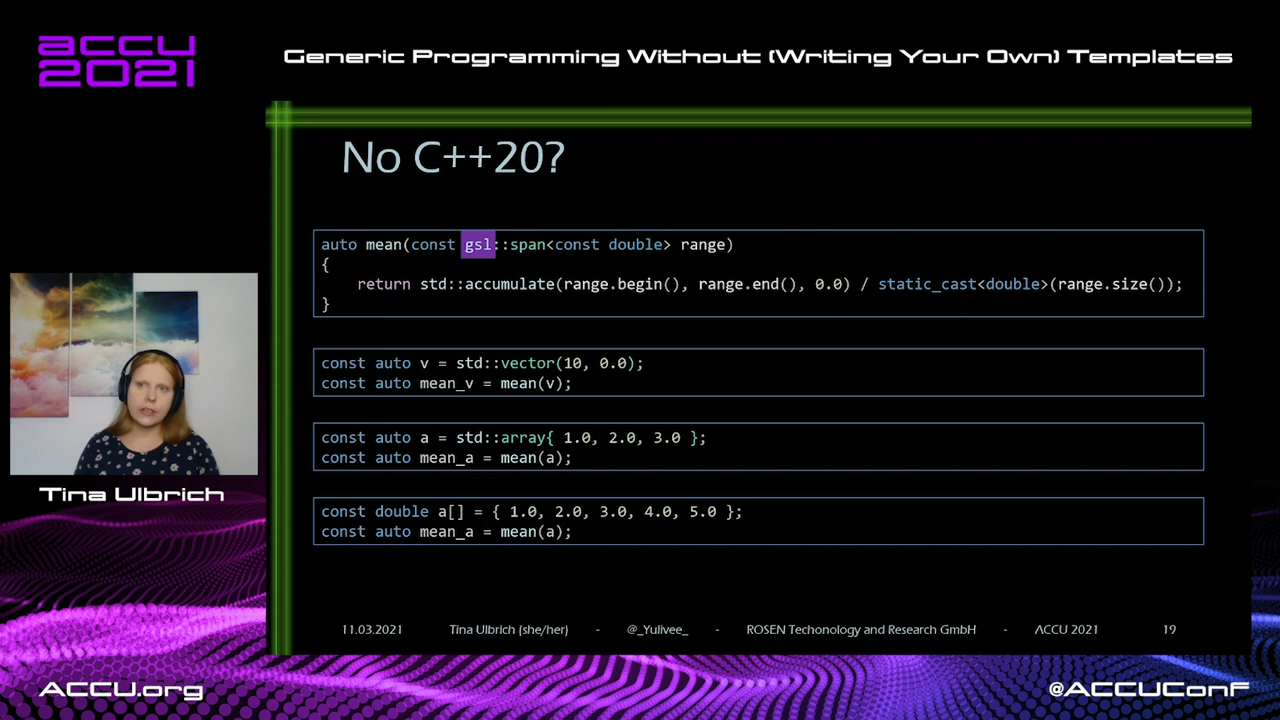 accu
2021
Generic Programming Without (Writing Your Own) Templates
No C++20?
auto mean(const gsl::span<const double> range)
{
    return std::accumulate(range.begin(), range.end(), 0.0) / static_cast<double>(range.size());
}
const auto v = std::vector(10, 0.0);
const auto mean_v = mean(v);
const auto a = std::array{ 1.0, 2.0, 3.0 };
const auto mean_a = mean(a);
const double a[] = { 1.0, 2.0, 3.0, 4.0, 5.0 };
const auto mean_a = mean(a);
Tina Ulbrich
11.03.2021 Tina Ulbrich (she/her) - @_Yulivee_ - ROSEN Techonology and Research GmbH - ACCU 2021 19
ACCU.org
@ACCUConf